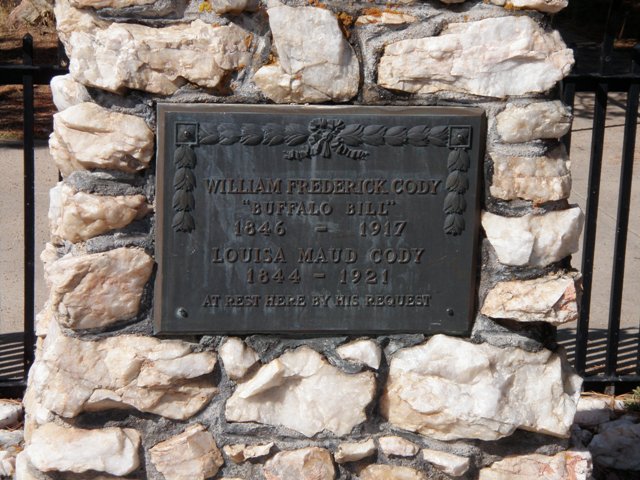 WILLIAM FREDERICK CODY
"BUFFALO BILL"
1846 - 1917
LOUISA MAUD CODY
1844 - 1921
AT REST HERE BY HIS REQUEST